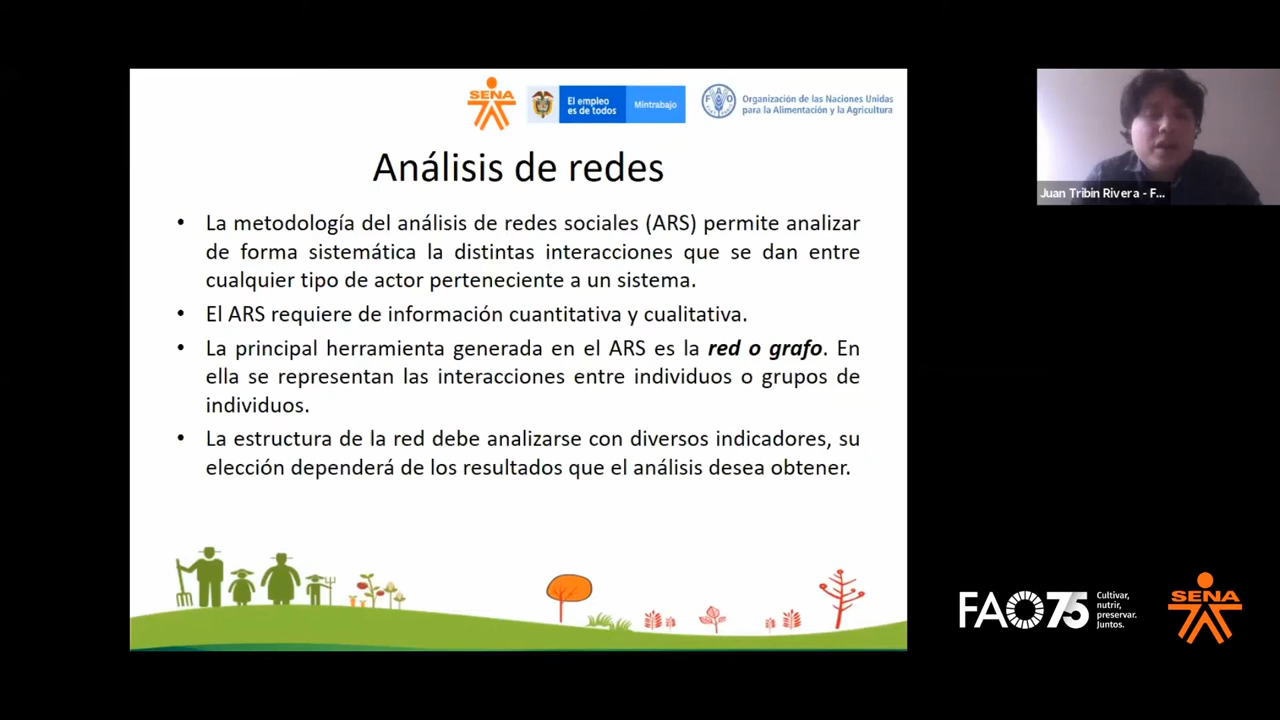 SENA
El empleo
es de todos
Mintrabajo
FAO
Organización de las Naciones Unidas
para la Alimentación y la Agricultura
Análisis de redes
• La metodología del análisis de redes sociales (ARS) permite analizar
de forma sistemática la distintas interacciones que se dan entre
cualquier tipo de actor perteneciente a un sistema.
• El ARS requiere de información cuantitativa y cualitativa.
• La principal herramienta generada en el ARS es la red o grafo. En
ella se representan las interacciones entre individuos o grupos de
individuos.
• La estructura de la red debe analizarse con diversos indicadores, su
elección dependerá de los resultados que el análisis desea obtener.
Juan Tribín Rivera - F...
FAO75
Cultivar,
nutrir,
preservar.
Juntos.
SENA